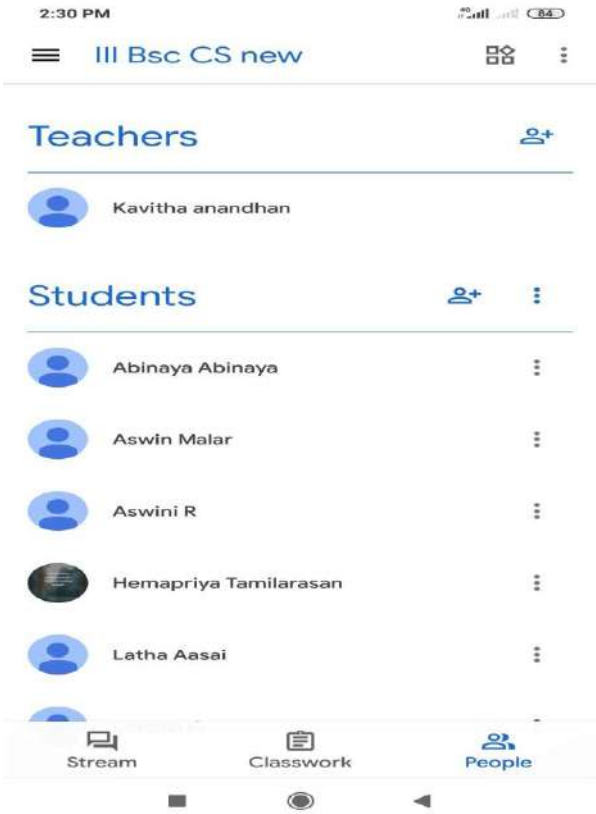 2:30 PM
84
III Bsc CS new
Teachers
Kavitha anandhan
Students
Abinaya Abinaya
Aswin Malar
Aswini R
Hemapriya Tamilarasan
Latha Aasai
Stream
Classwork
People